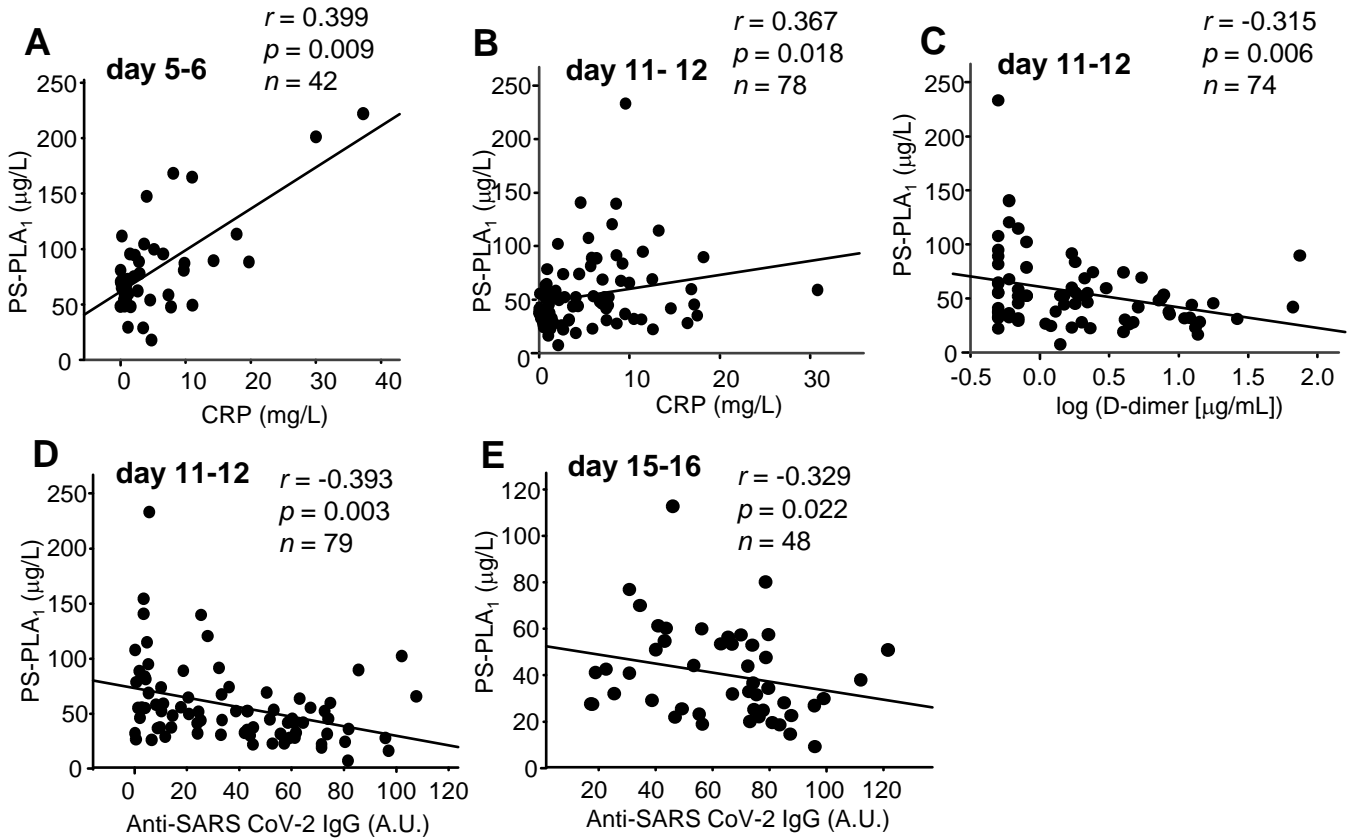 A
day 5-6
r = 0.399
p = 0.009
n = 42
PS-PLA1 (μg/L)
250
200
150
100
50
0
0 10 20 30 40
CRP (mg/L)
B
day 11- 12
r = 0.367
p = 0.018
n = 78
PS-PLA1 (μg/L)
250
200
150
100
50
0
0 10 20 30
CRP (mg/L)
C
day 11-12
r = -0.315
p = 0.006
n = 74
PS-PLA1 (μg/L)
250
200
150
100
50
0
-0.5 0.0 0.5 1.0 1.5 2.0
log (D-dimer [μg/mL])
D
day 11-12
r = -0.393
p = 0.003
n = 79
PS-PLA1 (μg/L)
250
200
150
100
50
0
0 20 40 60 80 100 120
Anti-SARS CoV-2 IgG (A.U.)
E
day 15-16
r = -0.329
p = 0.022
n = 48
PS-PLA1 (μg/L)
120
100
80
60
40
20
0
20 40 60 80 100 120
Anti-SARS CoV-2 IgG (A.U.)